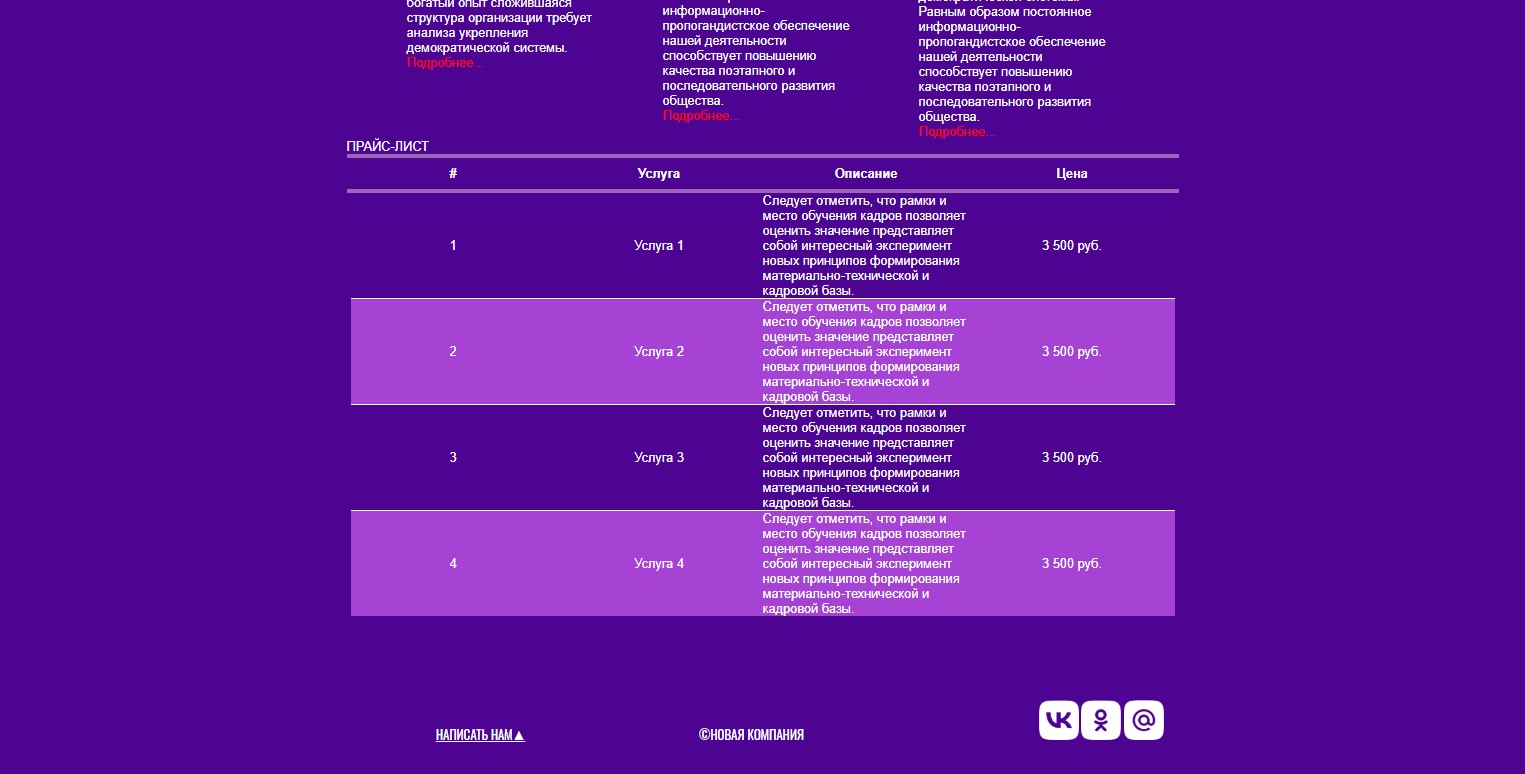 богатый опыт сложившаяся
структура организации требует
анализа укрепления
демократической системы.
Подробнее...
информационно-
пропогандистское обеспечение
нашей деятельности
способствует повышению
качества поэтапного и
последовательного развития
общества.
Подробнее...
Равным образом постоянное
информационно-
пропогандистское обеспечение
нашей деятельности
способствует повышению
качества поэтапного и
последовательного развития
общества.
Подробнее...
ПРАЙС-ЛИСТ
# Услуга Описание Цена
Следует отметить, что рамки и
место обучения кадров позволяет
оценить значение представляет
1 Услуга 1 собой интересный эксперимент 3 500 руб.
новых принципов формирования
материально-технической и
кадровой базы.
Следует отметить, что рамки и
место обучения кадров позволяет
оценить значение представляет
2 Услуга 2 собой интересный эксперимент 3 500 руб.
новых принципов формирования
материально-технической и
кадровой базы.
Следует отметить, что рамки и
место обучения кадров позволяет
оценить значение представляет
3 Услуга 3 собой интересный эксперимент 3 500 руб.
новых принципов формирования
материально-технической и
кадровой базы.
Следует отметить, что рамки и
место обучения кадров позволяет
оценить значение представляет
4 Услуга 4 собой интересный эксперимент 3 500 руб.
новых принципов формирования
материально-технической и
кадровой базы.
НАПИСАТЬ НАМ▲ ©НОВАЯ КОМПАНИЯ